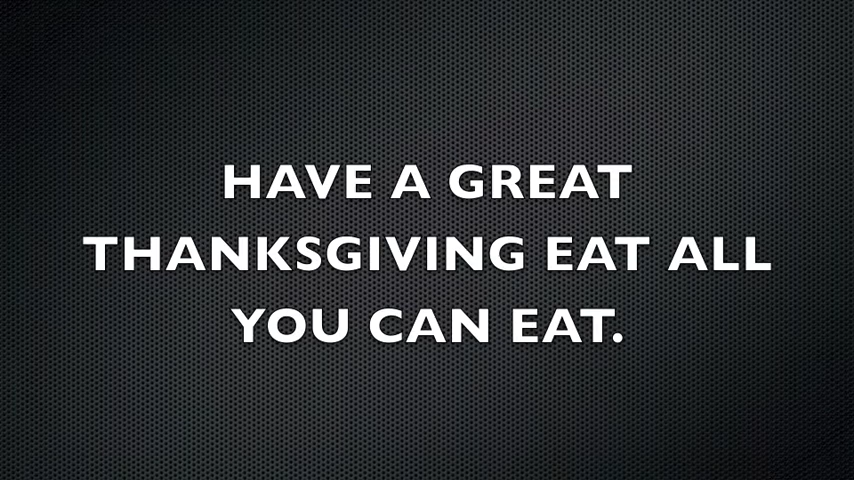 HAVE A GREAT
THANKSGIVING EAT ALL
YOU CAN EAT.